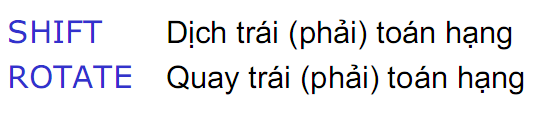 SHIFT Dịch trái (phải) toán hạng
ROTATE Quay trái (phải) toán hạng